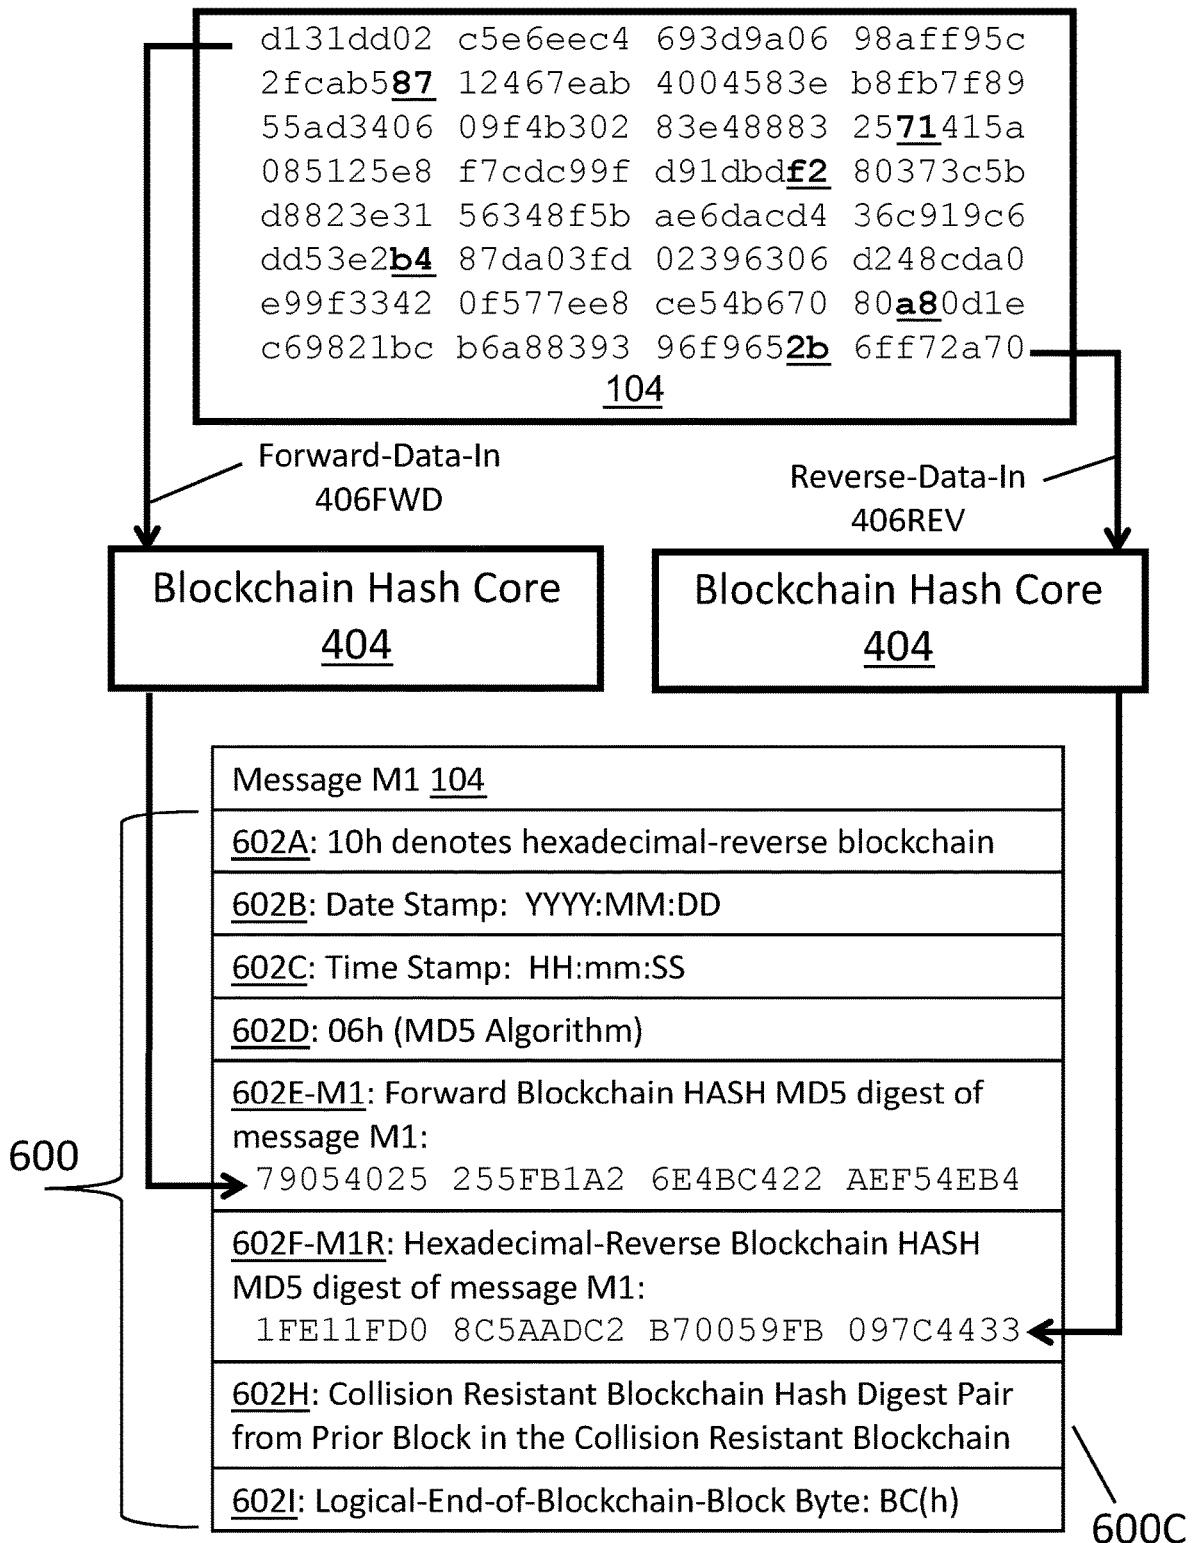 d131dd02 c5e6eec4 693d9a06 98aff95c
2fcab587 12467eab 4004583e b8fb7f89
55ad3406 09f4b302 83e48883 2571415a
085125e8 f7cdc99f d91dbdf2 80373c5b
d8823e31 56348f5b ae6dacd4 36c919c6
dd53e2b4 87da03fd 02396306 d248cda0
e99f3342 0f577ee8 ce54b670 80a80d1e
c69821bc b6a88393 96f9652b 6ff72a70
104
Forward-Data-In
406FWD
Reverse-Data-In
406REV
Blockchain Hash Core
404
Blockchain Hash Core
404
Message M1 104
602A: 10h denotes hexadecimal-reverse blockchain
602B: Date Stamp: YYYY:MM:DD
602C: Time Stamp: HH:mm:SS
602D: 06h (MD5 Algorithm)
602E-M1: Forward Blockchain HASH MD5 digest of
message M1:
79054025 255FB1A2 6E4BC422 AEF54EB4
602F-M1R: Hexadecimal-Reverse Blockchain HASH
MD5 digest of message M1:
1FE11FD0 8C5AADC2 B70059FB 097C4433
602H: Collision Resistant Blockchain Hash Digest Pair
from Prior Block in the Collision Resistant Blockchain
602I: Logical-End-of-Blockchain-Block Byte: BC(h)
600
600C